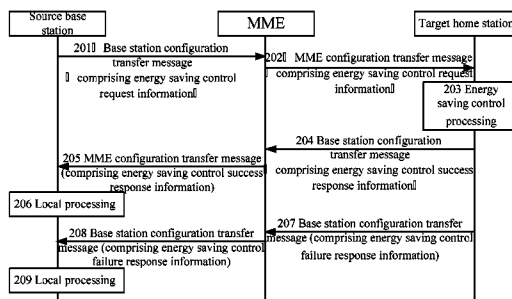 Source base
station
MME
Target home station
201▯ Base station configuration
transfer message
▯ comprising energy saving control
request information▯
202▯ MME configuration transfer message
▯ comprising energy saving control request
information▯
203 Energy
saving control
processing
204 Base station configuration
transfer message
▯ comprising energy saving control success
response information▯
205 MME configuration transfer message
(comprising energy saving control success
response information)
206 Local processing
207 Base station configuration transfer
message (comprising energy saving control
failure response information)
208 Base station configuration transfer
message (comprising energy saving control
failure response information)
209 Local processing